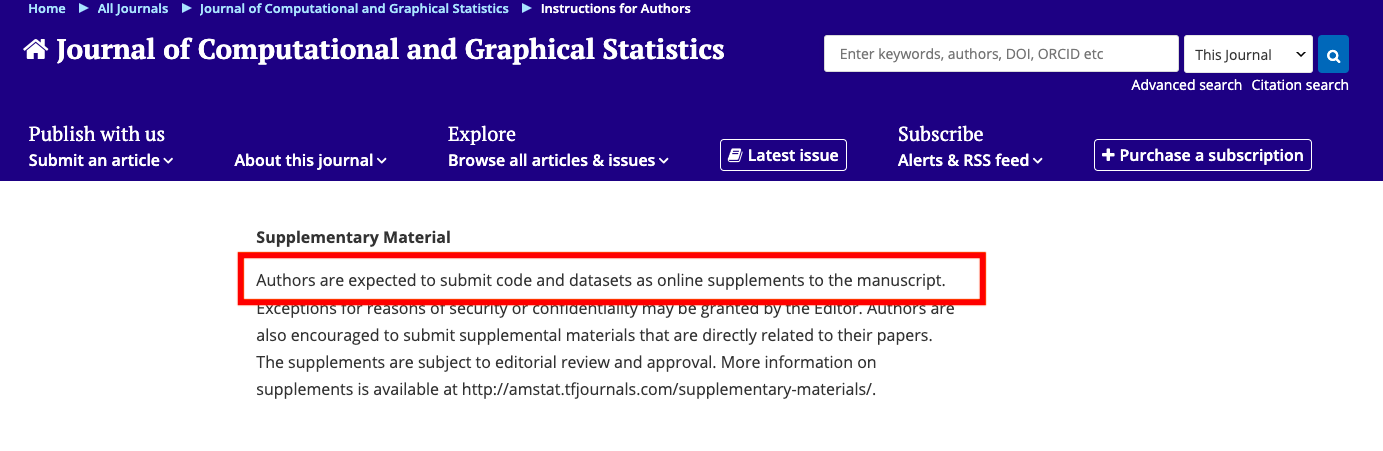 Home ▶ All Journals ▶ Journal of Computational and Graphical Statistics ▶ Instructions for Authors
Journal of Computational and Graphical Statistics
Enter keywords, authors, DOI, ORCID etc
This Journal
Advanced search Citation search
Publish with us
Submit an article
About this journal
Explore
Browse all articles & issues
Latest issue
Subscribe
Alerts & RSS feed
+ Purchase a subscription
Supplementary Material
Authors are expected to submit code and datasets as online supplements to the manuscript.
Exceptions for reasons of security or confidentiality may be granted by the Editor. Authors are
also encouraged to submit supplemental materials that are directly related to their papers.
The supplements are subject to editorial review and approval. More information on
supplements is available at http://amstat.tfjournals.com/supplementary-materials/.